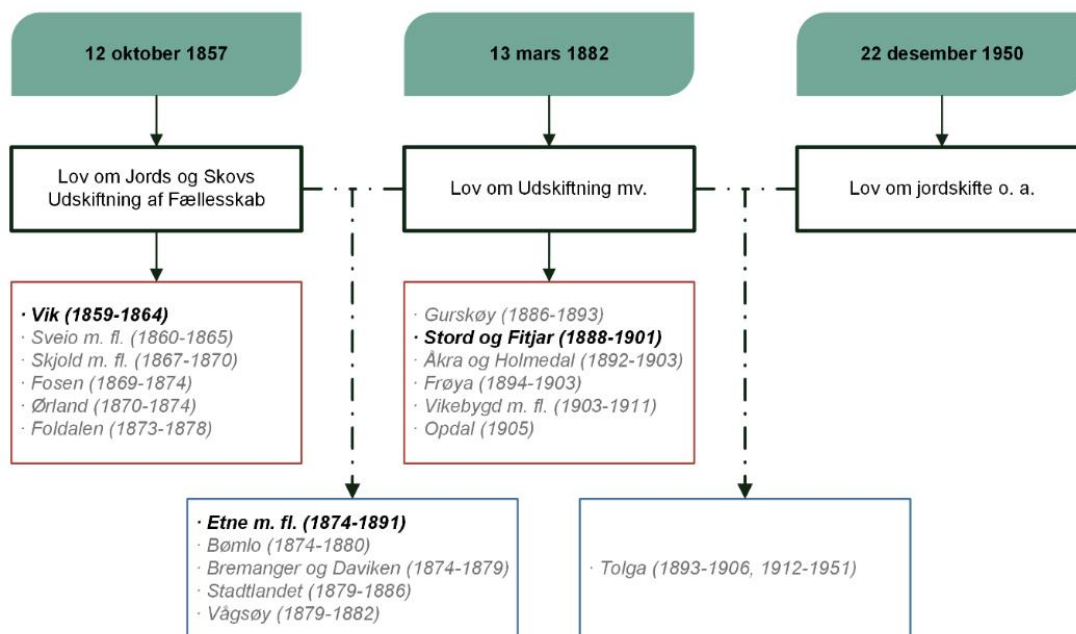 12 oktober 1857
13 mars 1882
22 desember 1950
Lov om Jords og Skovs
Udskiftning af Fællesskab
Lov om Udskiftning mv.
Lov om jordskifte o. a.
· Vik (1859-1864)
· Sveio m. fl. (1860-1865)
· Skjold m. fl. (1867-1870)
· Fosen (1869-1874)
· Ørland (1870-1874)
· Foldalen (1873-1878)
· Gurskøy (1886-1893)
· Stord og Fitjar (1888-1901)
· Åkra og Holmedal (1892-1903)
· Frøya (1894-1903)
· Vikebygd m. fl. (1903-1911)
· Opdal (1905)
· Etne m. fl. (1874-1891)
· Bømlo (1874-1880)
· Bremanger og Daviken (1874-1879)
· Stadtlandet (1879-1886)
· Vågsøy (1879-1882)
· Tolga (1893-1906, 1912-1951)